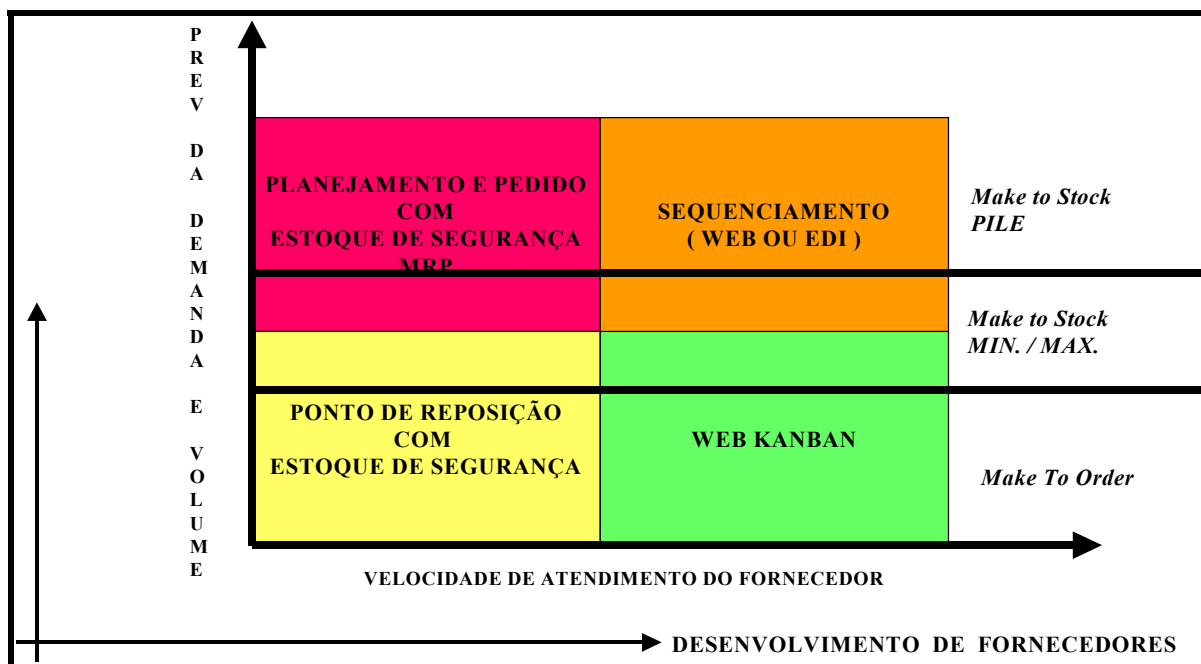 PREV DA DEMANDA E VOLUME
PLANEJAMENTO E PEDIDO
COM
ESTOQUE DE SEGURANÇA
MRP
SEQUENCIAMENTO
( WEB OU EDI )
Make to Stock
PILE
Make to Stock
MIN. / MAX.
PONTO DE REPOSIÇÃO
COM
ESTOQUE DE SEGURANÇA
WEB KANBAN
Make To Order
VELOCIDADE DE ATENDIMENTO DO FORNECEDOR
DESENVOLVIMENTO DE FORNECEDORES